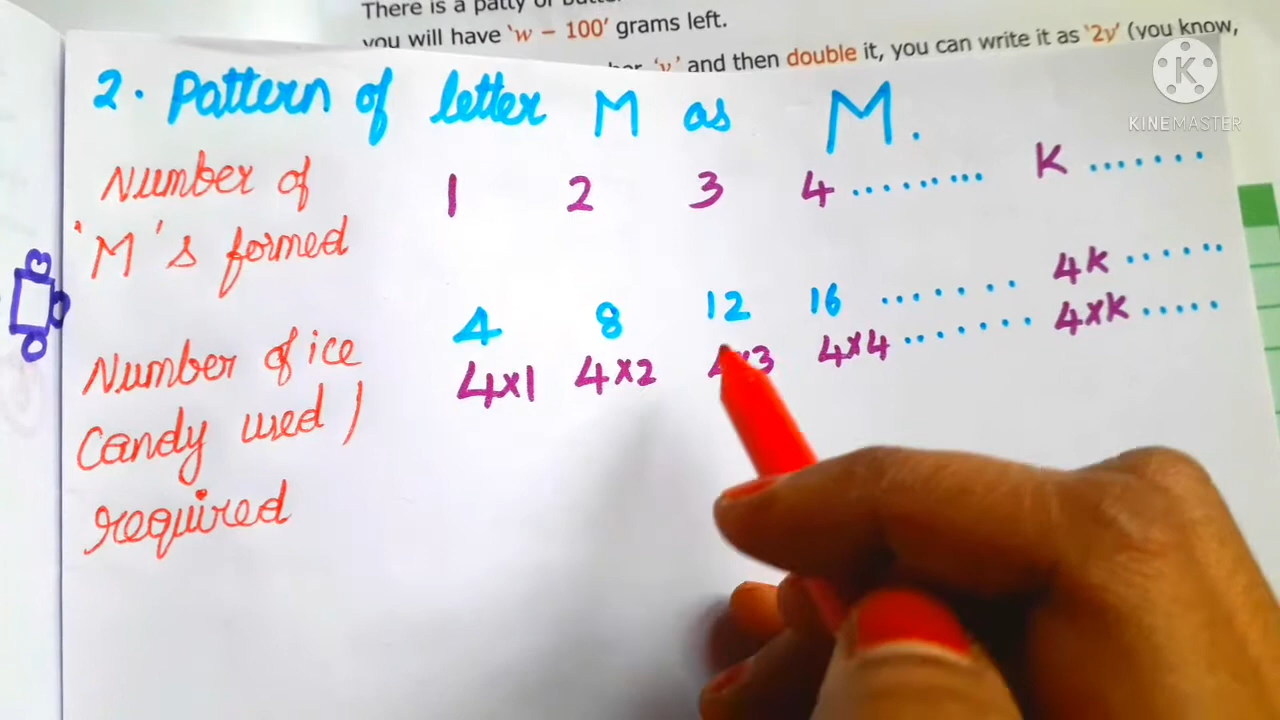 There is a patty of
you will have ‘w – 100’ grams left.
‘y’ and then double it, you can write it as ‘2y’ (you know,
KINEMASTER
2. Pattern of letter M as M.
Number of 1 2 3 4 ......... K .......
‘M’s formed
4 8 12 16 ....... 4K ......
Number of ice 4x1 4x2 4x3 4x4 ....... 4xK .....
Candy used /
required